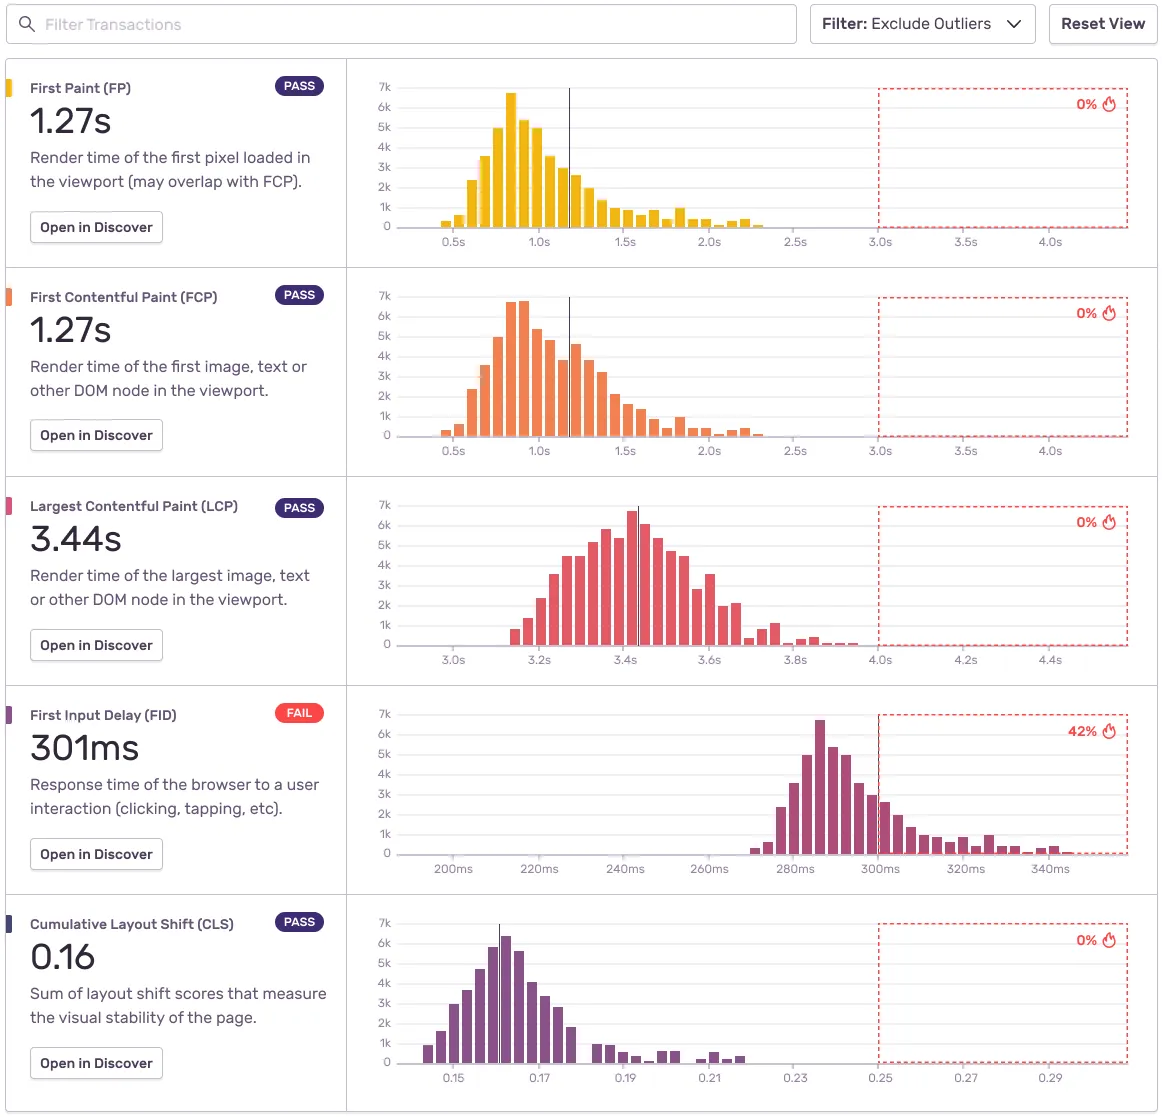 Filter Transactions
Filter: Exclude Outliers
Reset View
First Paint (FP)
PASS
1.27s
Render time of the first pixel loaded in
the viewport (may overlap with FCP).
Open in Discover
7k
6k
5k
4k
3k
2k
1k
0
0%
0.5s 1.0s 1.5s 2.0s 2.5s 3.0s 3.5s 4.0s
First Contentful Paint (FCP)
PASS
1.27s
Render time of the first image, text or
other DOM node in the viewport.
Open in Discover
7k
6k
5k
4k
3k
2k
1k
0
0%
0.5s 1.0s 1.5s 2.0s 2.5s 3.0s 3.5s 4.0s
Largest Contentful Paint (LCP)
PASS
3.44s
Render time of the largest image, text
or other DOM node in the viewport.
Open in Discover
7k
6k
5k
4k
3k
2k
1k
0
0%
3.0s 3.2s 3.4s 3.6s 3.8s 4.0s 4.2s 4.4s
First Input Delay (FID)
FAIL
301ms
Response time of the browser to a user
interaction (clicking, tapping, etc).
Open in Discover
7k
6k
5k
4k
3k
2k
1k
0
42%
200ms 220ms 240ms 260ms 280ms 300ms 320ms 340ms
Cumulative Layout Shift (CLS)
PASS
0.16
Sum of layout shift scores that measure
the visual stability of the page.
Open in Discover
7k
6k
5k
4k
3k
2k
1k
0
0%
0.15 0.17 0.19 0.21 0.23 0.25 0.27 0.29